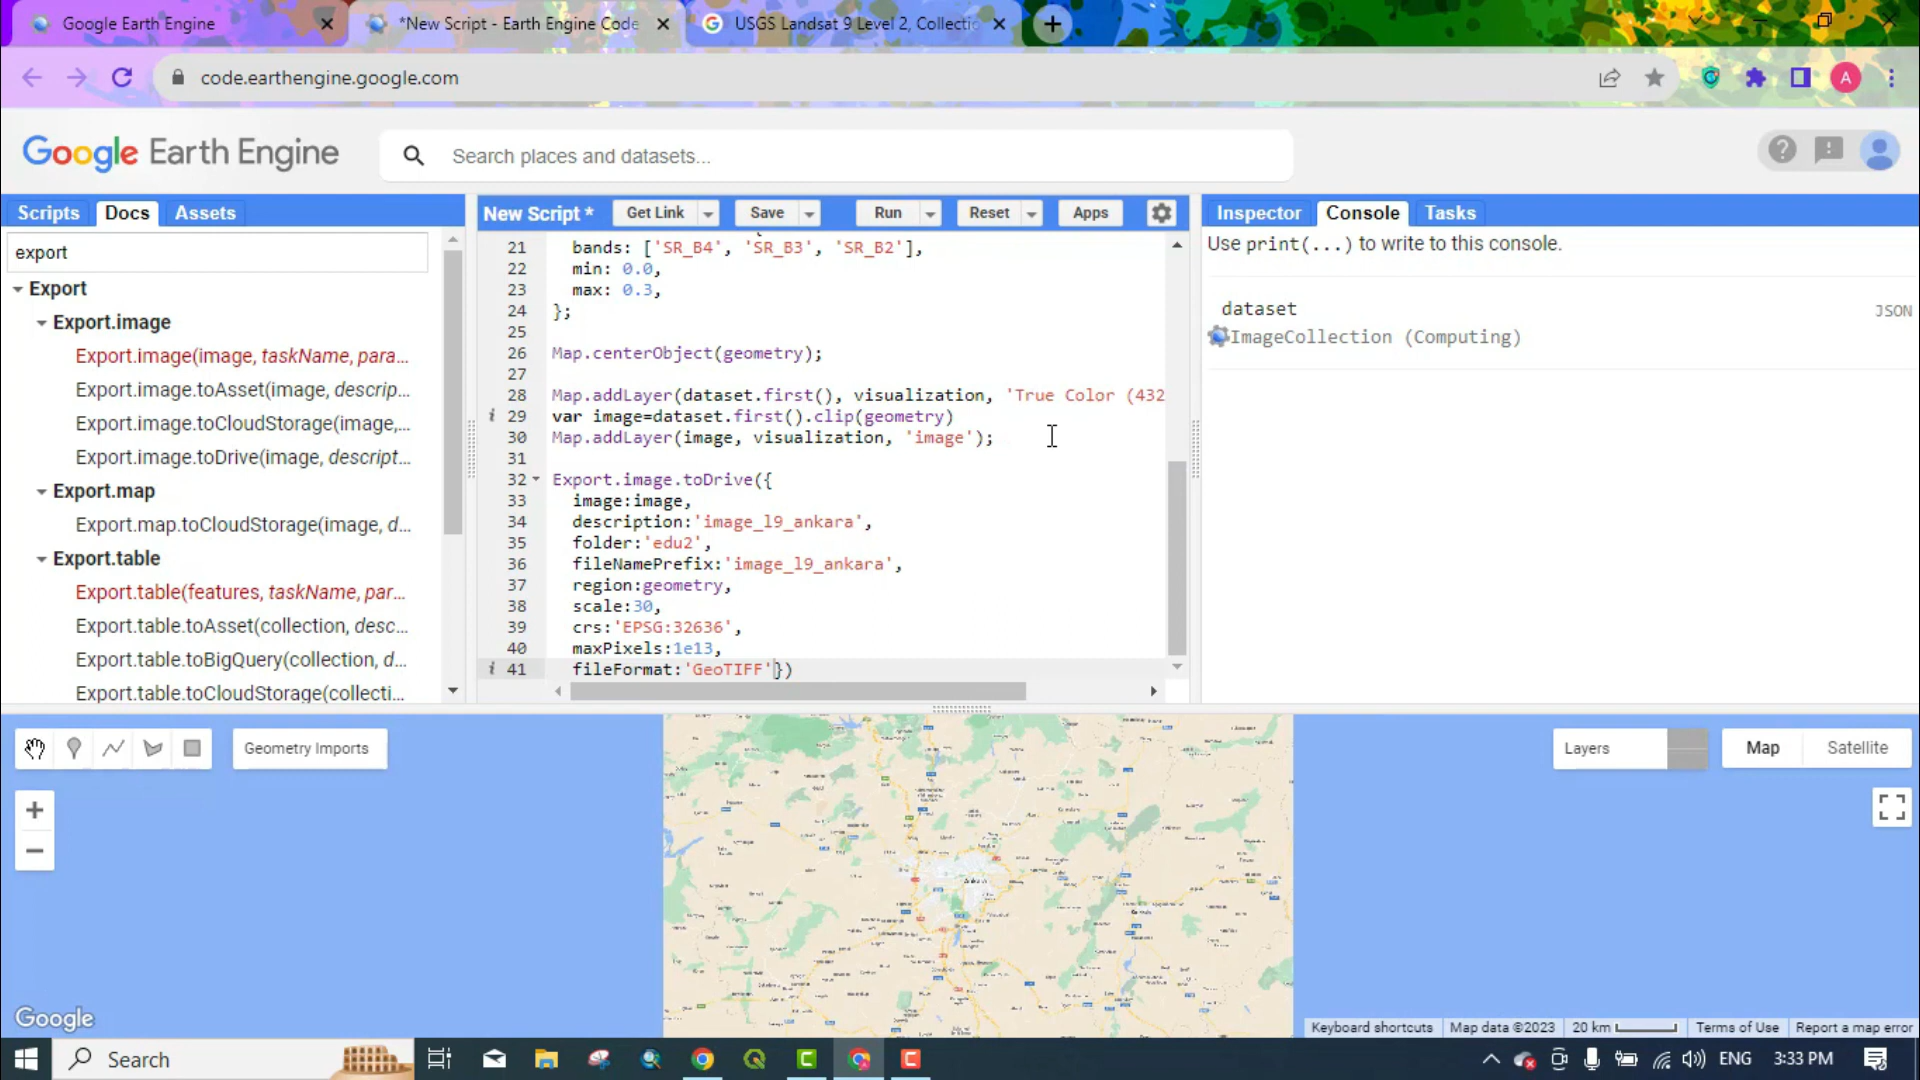 Google Earth Engine
*New Script - Earth Engine Code
USGS Landsat 9 Level 2, Collectio
code.earthengine.google.com
Google Earth Engine
Search places and datasets...
Scripts Docs Assets
New Script *
Get Link
Save
Run
Reset
Apps
Inspector Console Tasks
export
Export
Export.image
Export.image(image, taskName, para...
Export.image.toAsset(image, descrip...
Export.image.toCloudStorage(image,...
Export.image.toDrive(image, descript...
Export.map
Export.map.toCloudStorage(image, d...
Export.table
Export.table(features, taskName, par...
Export.table.toAsset(collection, desc...
Export.table.toBigQuery(collection, d...
Export.table.toCloudStorage(collecti...
21 bands: ['SR_B4', 'SR_B3', 'SR_B2'],
22 min: 0.0,
23 max: 0.3,
24 };
25
26 Map.centerObject(geometry);
27
28 Map.addLayer(dataset.first(), visualization, 'True Color (432
i 29 var image=dataset.first().clip(geometry)
30 Map.addLayer(image, visualization, 'image');
31
32 Export.image.toDrive({
33 image:image,
34 description:'image_l9_ankara',
35 folder:'edu2',
36 fileNamePrefix:'image_l9_ankara',
37 region:geometry,
38 scale:30,
39 crs:'EPSG:32636',
40 maxPixels:1e13,
i 41 fileFormat:'GeoTIFF'})
Use print(...) to write to this console.
dataset
JSON
ImageCollection (Computing)
Geometry Imports
Layers
Map
Satellite
Ankara
Google
Keyboard shortcuts
Map data ©2023
20 km
Terms of Use
Report a map error
Search
ENG
3:33 PM
A